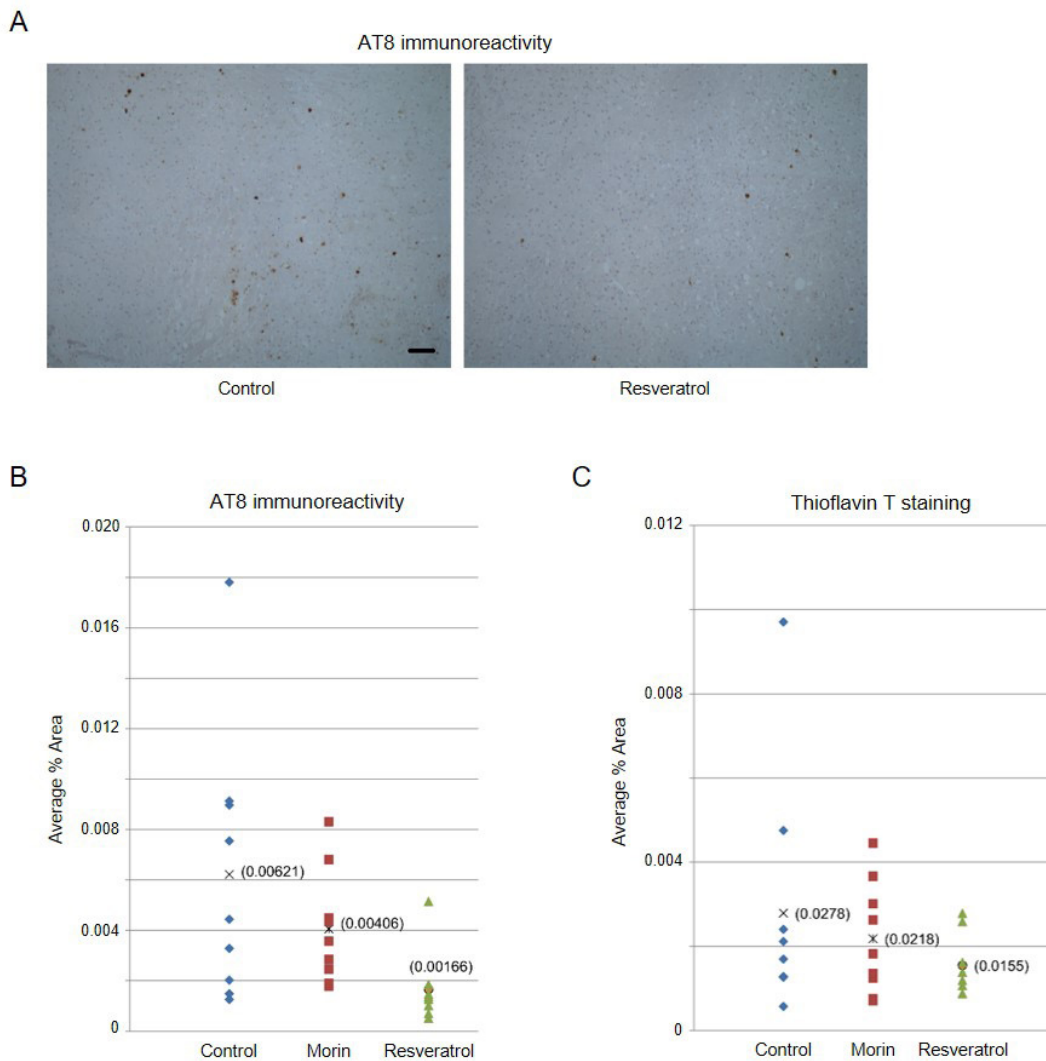 A
AT8 immunoreactivity
Control
Resveratrol
B
AT8 immunoreactivity
Average % Area
0.020
0.016
0.012
0.008
0.004
0
(0.00621)
(0.00406)
(0.00166)
Control
Morin
Resveratrol
C
Thioflavin T staining
Average % Area
0.012
0.008
0.004
0
(0.0278)
(0.0218)
(0.0155)
Control
Morin
Resveratrol